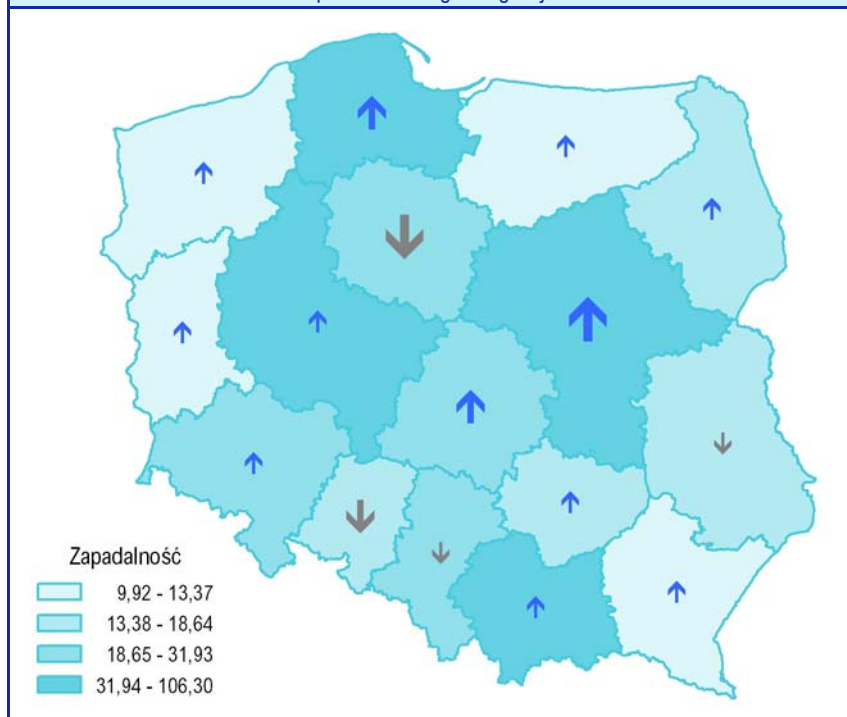 Zapadalność
9,92 - 13,37
13,38 - 18,64
18,65 - 31,93
31,94 - 106,30